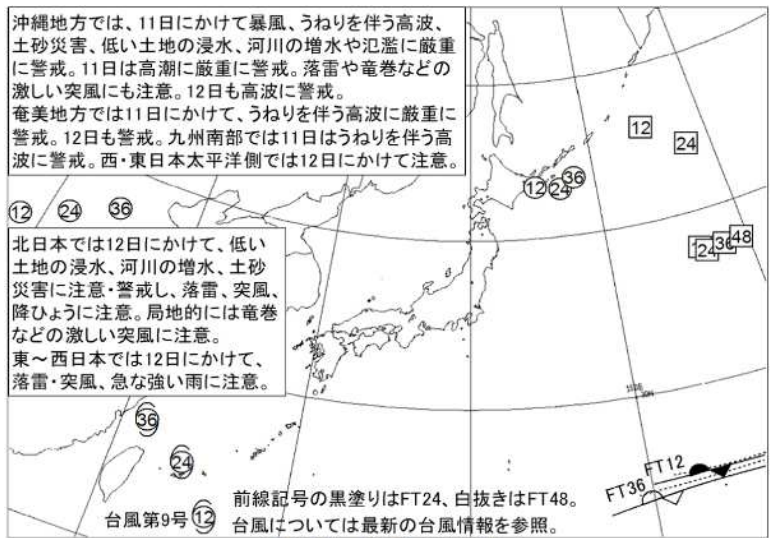 沖縄地方では、11日にかけて暴風、うねりを伴う高波、
土砂災害、低い土地の浸水、河川の増水や氾濫に厳重
に警戒。11日は高潮に厳重に警戒。落雷や竜巻などの
激しい突風にも注意。12日も高波に警戒。
奄美地方では11日にかけて、うねりを伴う高波に厳重に
警戒。12日も警戒。九州南部では11日はうねりを伴う高
波に警戒。西・東日本太平洋側では12日にかけて注意。
12
24
12
24
36
12
24
36
北日本では12日にかけて、低い
土地の浸水、河川の増水、土砂
災害に注意・警戒し、落雷、突風、
降ひょうに注意。局地的には竜巻
などの激しい突風に注意。
東～西日本では12日にかけて、
落雷・突風、急な強い雨に注意。
24
36
48
36
24
FT12
FT36
台風第9号 12
前線記号の黒塗りはFT24、白抜きはFT48。
台風については最新の台風情報を参照。